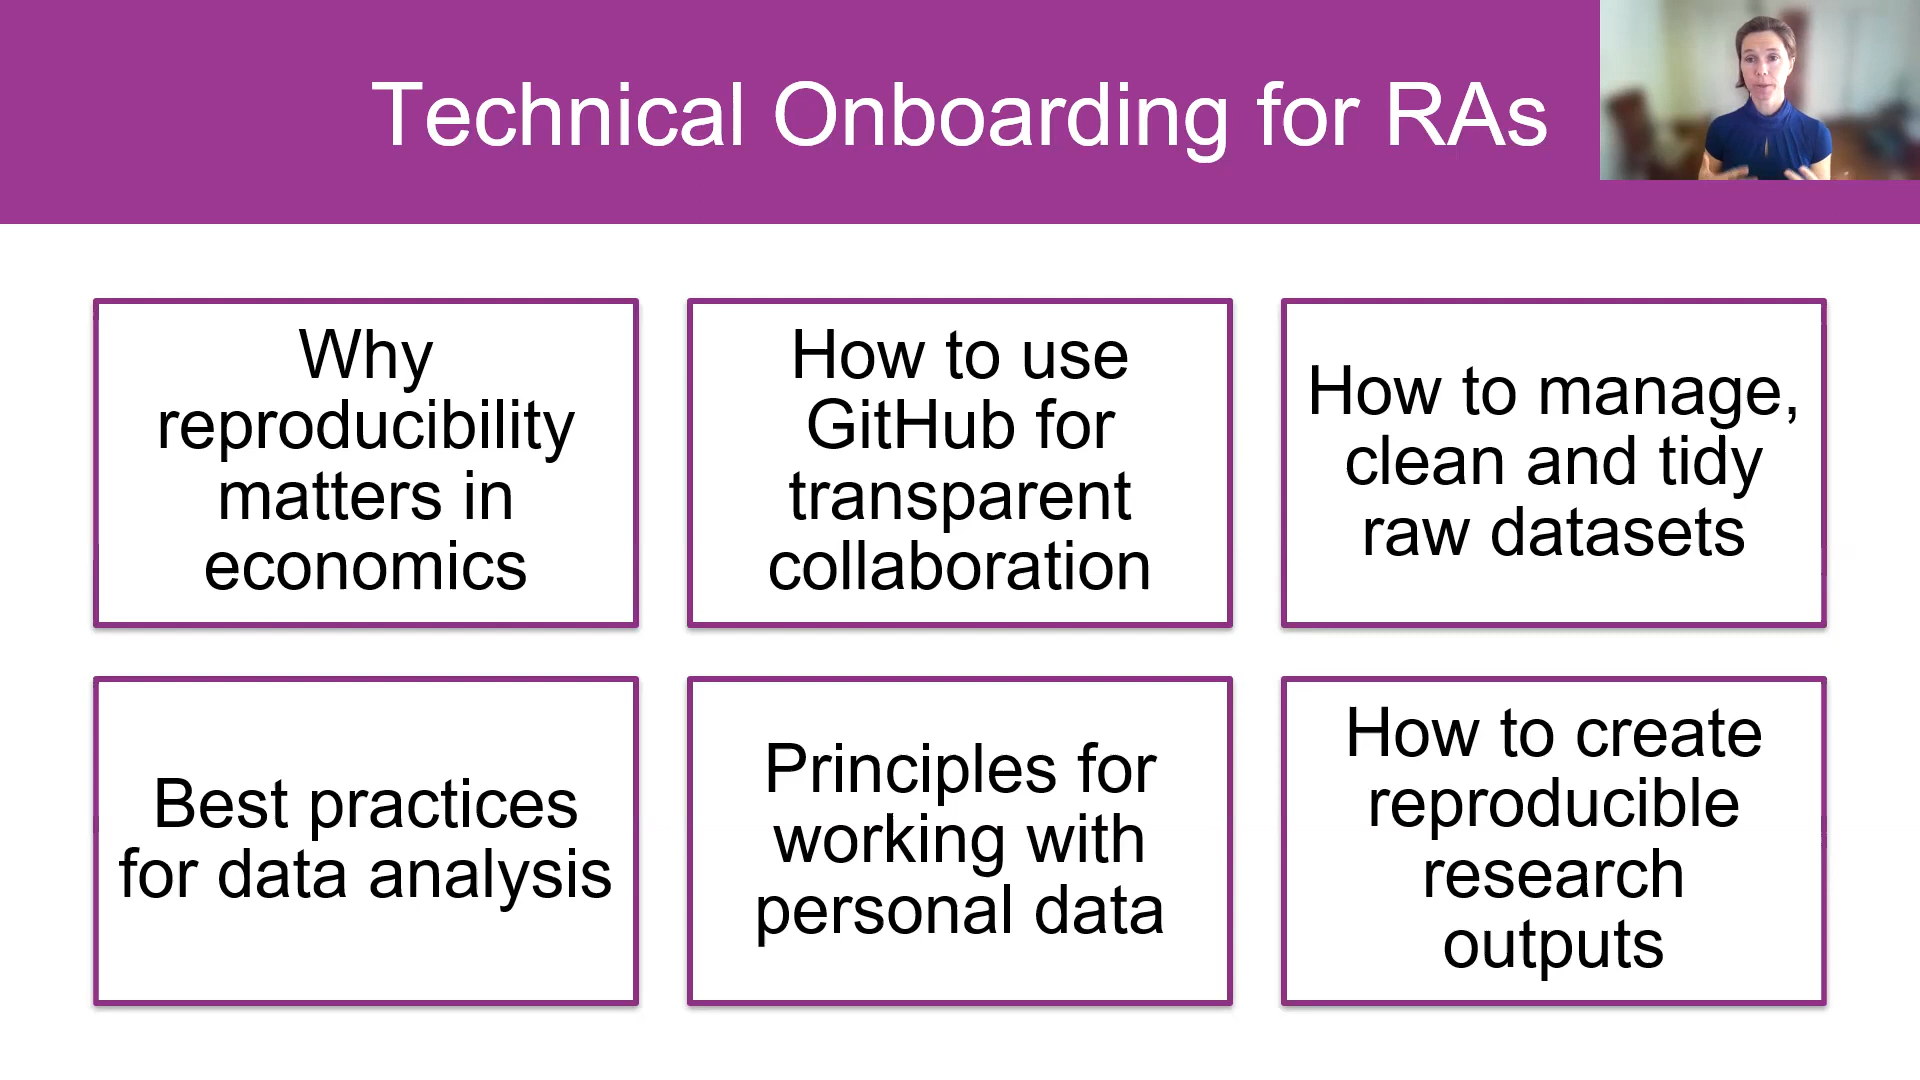 Technical Onboarding for RAs
Why
reproducibility
matters in
economics
How to use
GitHub for
transparent
collaboration
How to manage,
clean and tidy
raw datasets
Best practices
for data analysis
Principles for
working with
personal data
How to create
reproducible
research
outputs